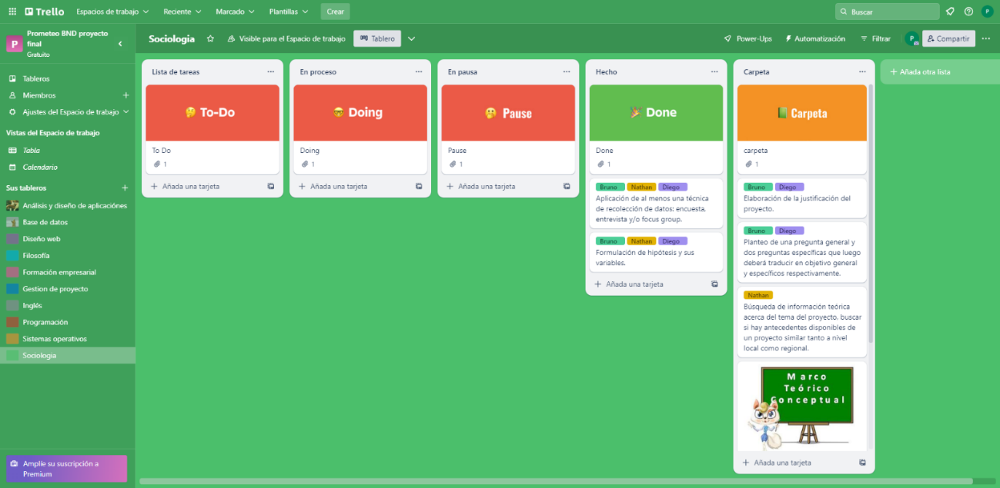 Trello
Espacios de trabajo
Reciente
Marcado
Plantillas
Crear
Buscar
P
P
Prometeo BND proyecto
final
Gratuito
Tableros
Miembros
Ajustes del Espacio de trabajo
Vistas del Espacio de trabajo
Tabla
Calendario
Sus tableros
Análisis y diseño de aplicaciónes
Base de datos
Diseño web
Filosofía
Formación empresarial
Gestion de proyecto
Inglés
Programación
Sistemas operativos
Sociologia
Amplíe su suscripción a
Premium
Sociologia
Visible para el Espacio de trabajo
Tablero
Power-Ups
Automatización
Filtrar
P
Compartir
Lista de tareas
To-Do
To Do
1
+ Añada una tarjeta
En proceso
Doing
Doing
1
+ Añada una tarjeta
En pausa
Pause
Pause
1
+ Añada una tarjeta
Hecho
Done
Done
1
Bruno Nathan Diego
Aplicación de al menos una técnica
de recolección de datos: encuesta,
entrevista y/o focus group.
Bruno Nathan Diego
Formulación de hipótesis y sus
variables.
+ Añada una tarjeta
Carpeta
Carpeta
carpeta
1
Bruno Diego
Elaboración de la justificación del
proyecto.
Bruno Diego
Planteo de una pregunta general y
dos preguntas específicas que luego
deberá traducir en objetivo general
y específicos respectivamente.
Nathan
Búsqueda de información teórica
acerca del tema del proyecto, buscar
si hay antecedentes disponibles de
un proyecto similar tanto a nivel
local como regional.
Marco
Teórico
Conceptual
+ Añada una tarjeta
+ Añada otra lista